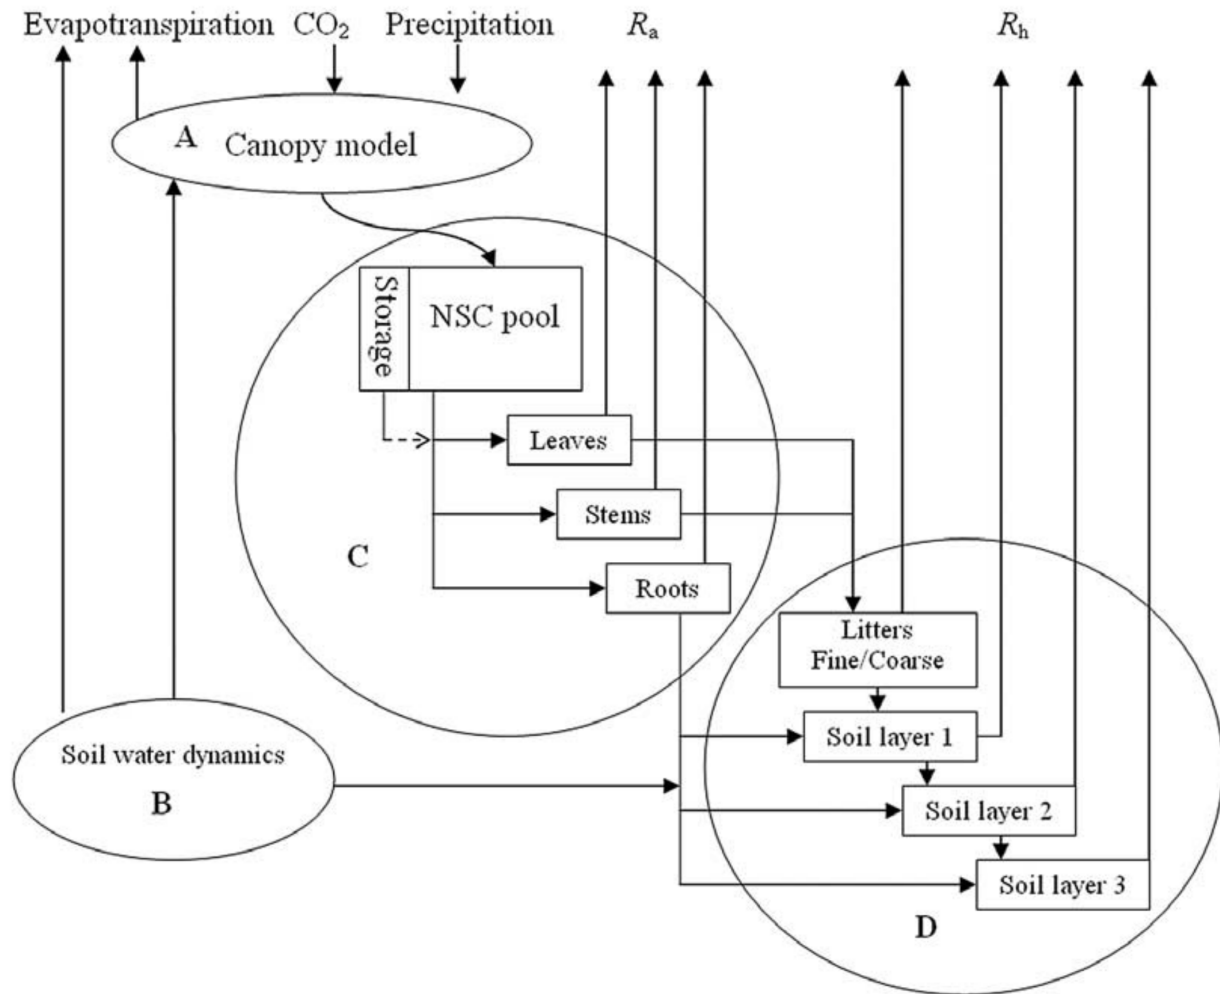 Evapotranspiration CO₂ Precipitation Rₐ Rₕ
A
Canopy model
Storage
NSC pool
Leaves
Stems
C
Roots
Litters
Fine/Coarse
Soil layer 1
Soil water dynamics
B
Soil layer 2
Soil layer 3
D